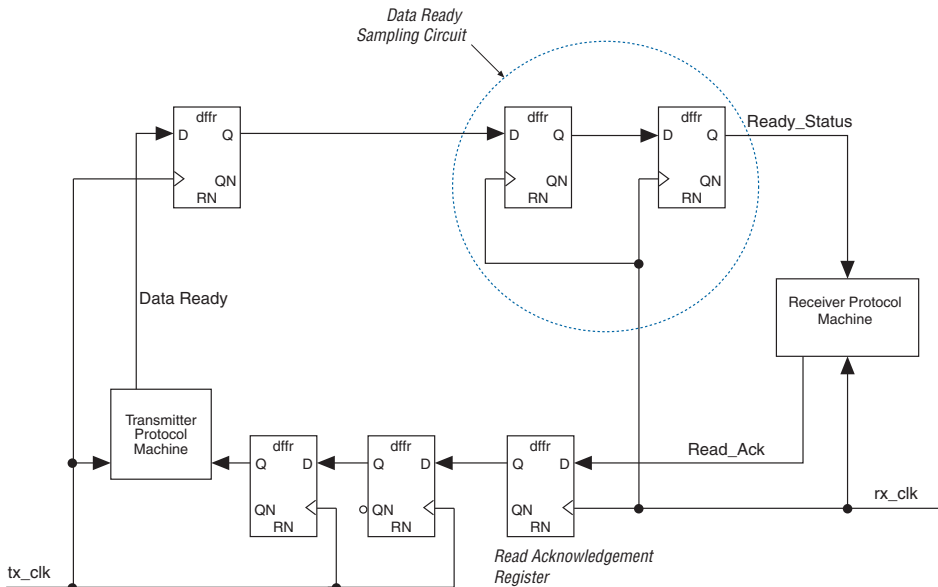 Data Ready
Sampling Circuit
dffr
D Q
QN
RN
dffr
D Q
QN
RN
dffr
D Q
QN
RN
Ready_Status
Data Ready
Receiver Protocol
Machine
Transmitter
Protocol
Machine
dffr
Q D
QN
RN
dffr
Q D
QN
RN
dffr
Q D
QN
RN
Read_Ack
rx_clk
Read Acknowledgement
Register
tx_clk